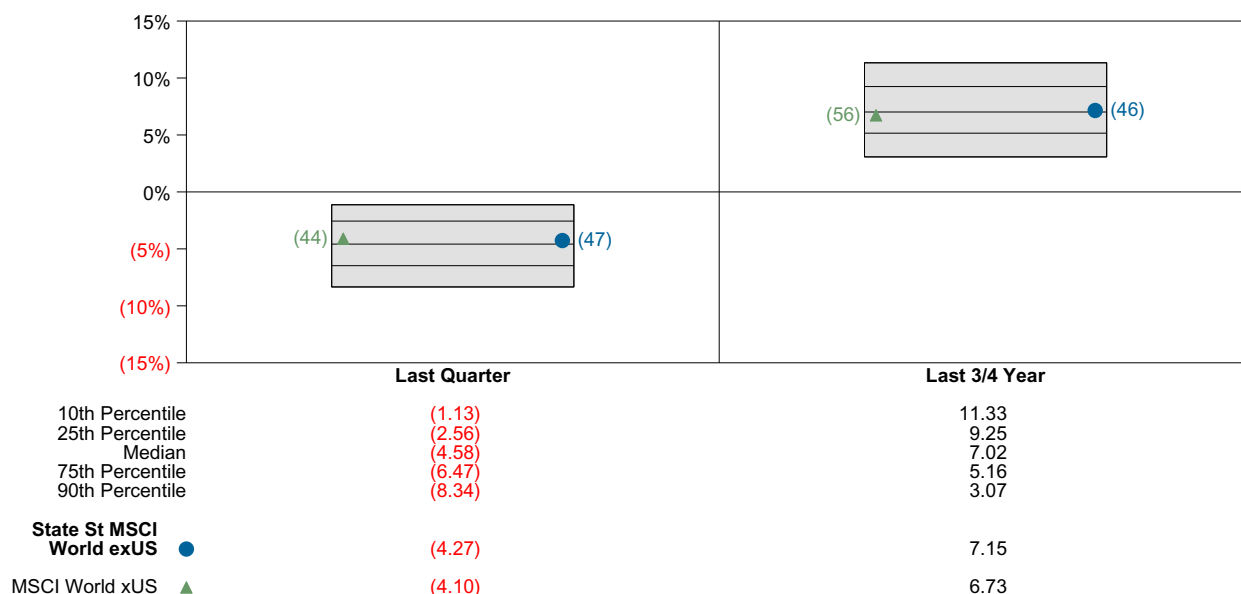 15%
10%
5%
0%
(5%)
(10%)
(15%)
(44)
(47)
(56)
(46)
Last Quarter Last 3/4 Year
10th Percentile (1.13) 11.33
25th Percentile (2.56) 9.25
Median (4.58) 7.02
75th Percentile (6.47) 5.16
90th Percentile (8.34) 3.07
State St MSCI
World exUS (4.27) 7.15
MSCI World xUS (4.10) 6.73